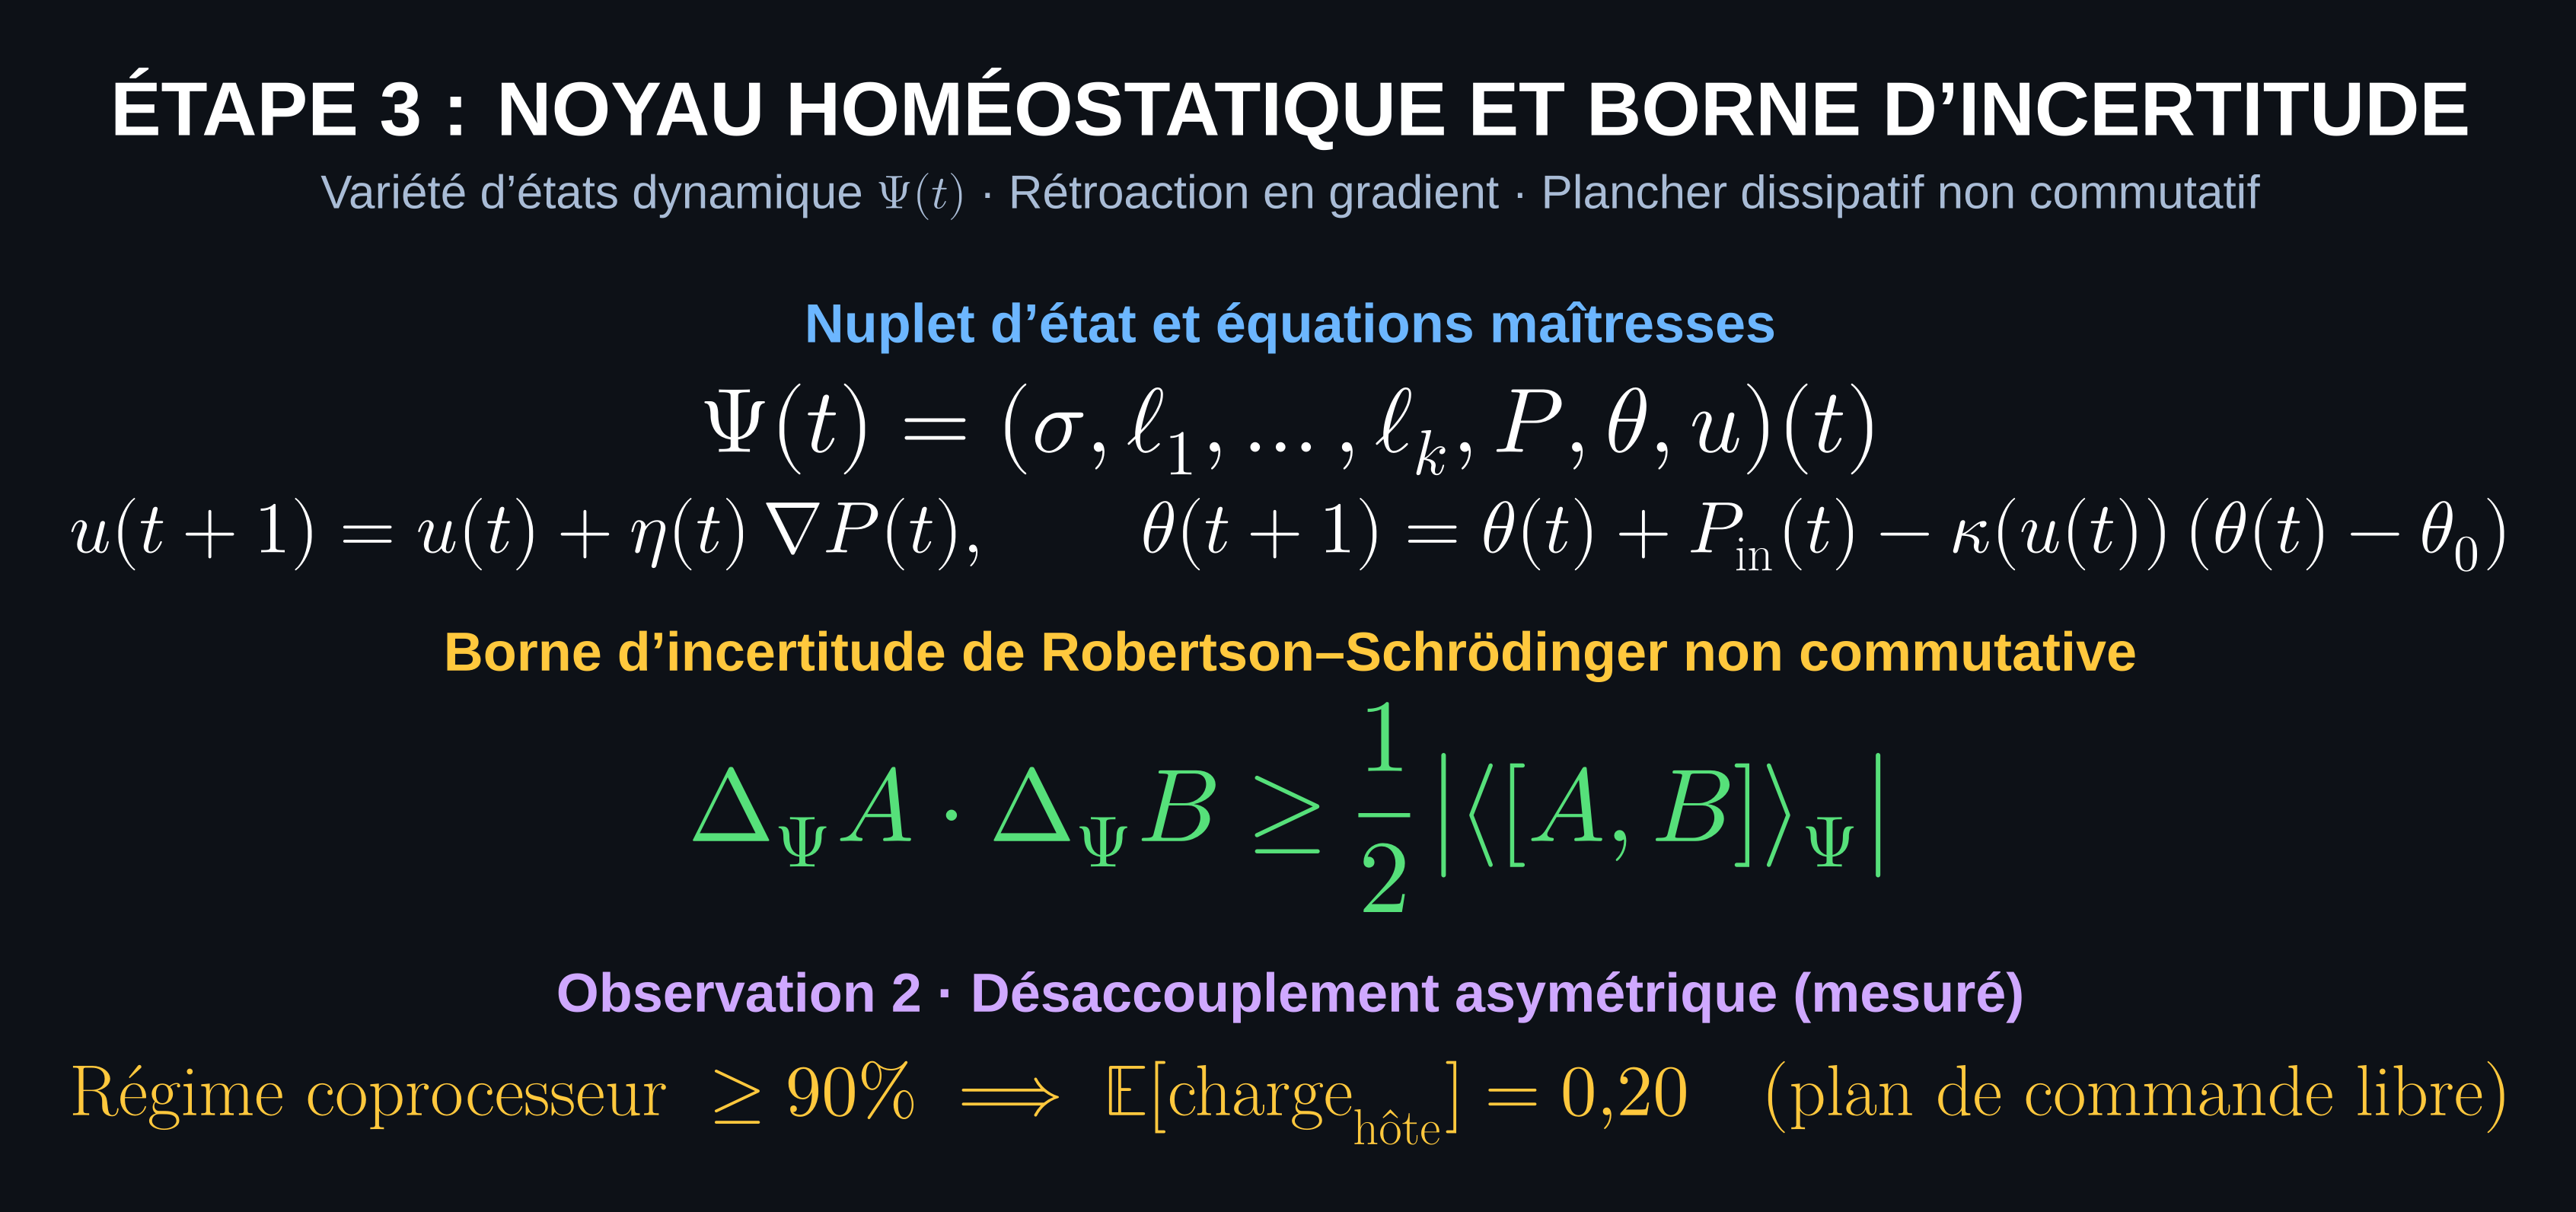 ÉTAPE 3 : NOYAU HOMÉOSTATIQUE ET BORNE D’INCERTITUDE
Variété d’états dynamique Ψ(t) · Rétroaction en gradient · Plancher dissipatif non commutatif
Nuplet d’état et équations maîtresses
Ψ(t) = (σ, ℓ₁, … , ℓₖ, P, θ, u)(t)
u(t + 1) = u(t) + η(t) ∇P(t), θ(t + 1) = θ(t) + P_in(t) − κ(u(t)) (θ(t) − θ₀)
Borne d’incertitude de Robertson–Schrödinger non commutative
Δ_Ψ A · Δ_Ψ B ≥ 1/2 |⟨[A, B]⟩_Ψ|
Observation 2 · Désaccouplement asymétrique (mesuré)
Régime coprocesseur ≥ 90% ⟹ 𝔼[charge_hôte] = 0,20 (plan de commande libre)